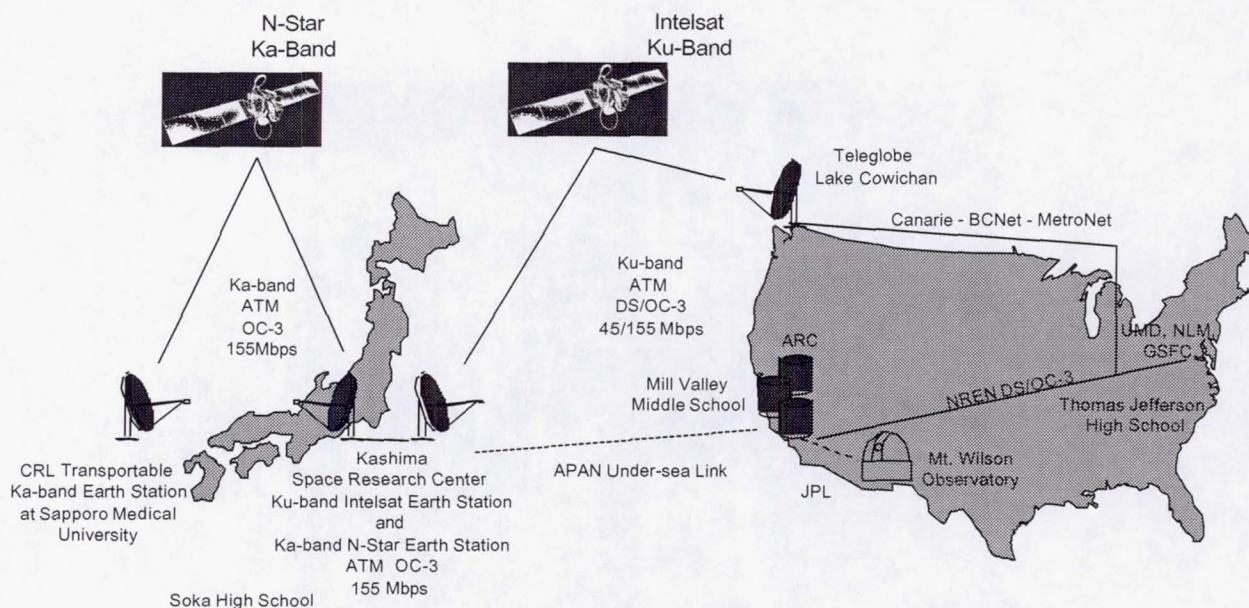 N-Star
Ka-Band
Intelsat
Ku-Band
Teleglobe
Lake Cowichan
Canarie - BCNet - MetroNet
Ka-band
ATM
OC-3
155Mbps
Ku-band
ATM
DS/OC-3
45/155 Mbps
ARC
UMD, NLM,
GSFC
Mill Valley
Middle School
NREN DS/OC-3
Thomas Jefferson
High School
CRL Transportable
Ka-band Earth Station
at Sapporo Medical
University
Kashima
Space Research Center
Ku-band Intelsat Earth Station
and
Ka-band N-Star Earth Station
ATM OC-3
155 Mbps
APAN Under-sea Link
JPL
Mt. Wilson
Observatory
Soka High School